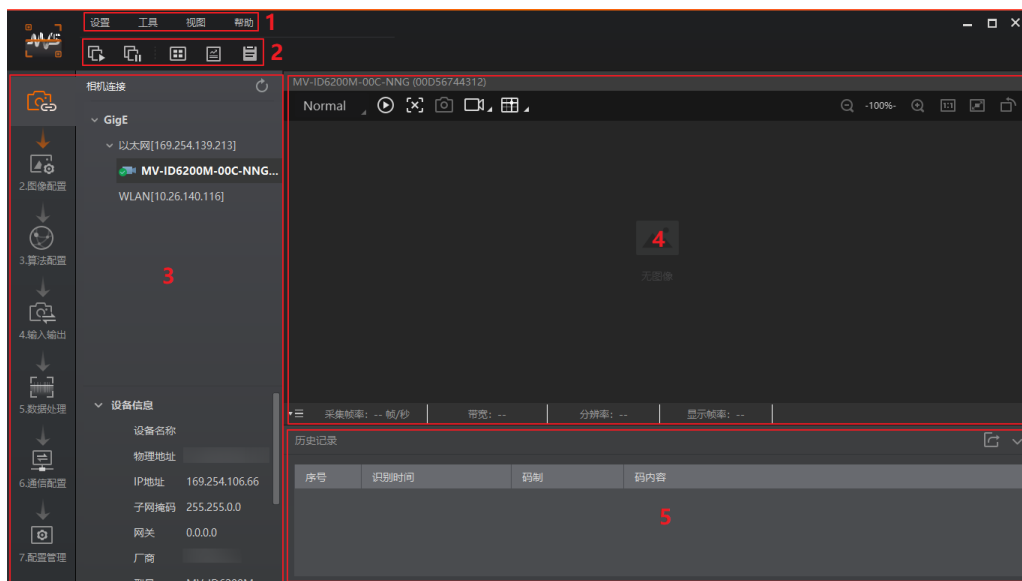 设置 工具 视图 帮助 1
2
相机连接
MV-ID6200M-00C-NNG (00D56744312)
Normal
-100%-
1:1
GigE
以太网[169.254.139.213]
MV-ID6200M-00C-NNG...
WLAN[10.26.140.116]
2.图像配置
3.算法配置
4.输入输出
5.数据处理
6.通信配置
7.配置管理
3
设备信息
设备名称
物理地址
IP地址 169.254.106.66
子网掩码 255.255.0.0
网关 0.0.0.0
厂商
4
无图像
采集帧率: -- 帧/秒 带宽: -- 分辨率: -- 显示帧率: --
历史记录
序号 识别时间 码制 码内容
5